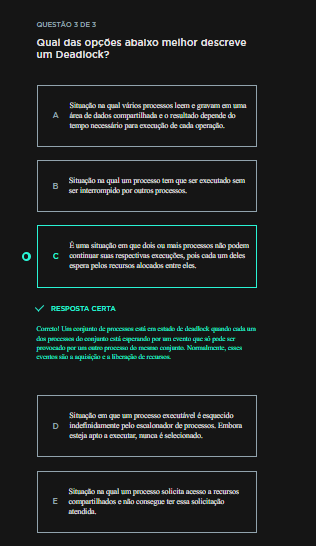 QUESTÃO 3 DE 3
Qual das opções abaixo melhor descreve
um Deadlock?
A
Situação na qual vários processos leem e gravam em uma
área de dados compartilhada e o resultado depende do
tempo necessário para execução de cada operação.
B
Situação na qual um processo tem que ser executado sem
ser interrompido por outros processos.
C
É uma situação em que dois ou mais processos não podem
continuar suas respectivas execuções, pois cada um deles
espera pelos recursos alocados entre eles.
RESPOSTA CERTA
Correto! Um conjunto de processos está em estado de deadlock quando cada um
dos processos do conjunto está esperando por um evento que só pode ser
provocado por um outro processo do mesmo conjunto. Normalmente, esses
eventos são a aquisição e a liberação de recursos.
D
Situação em que um processo executável é esquecido
indefinidamente pelo escalonador de processos. Embora
esteja apto a executar, nunca é selecionado.
E
Situação na qual um processo solicita acesso a recursos
compartilhados e não consegue ter essa solicitação
atendida.